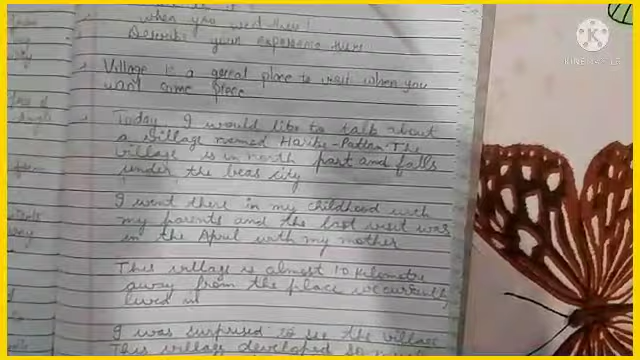 when you went there?
Describe your experience there
Village is a great place to visit when you
want some peace
Today I would like to talk about
a village named Harike-Pattan. The
village is in north part and falls
under the beas city
I went there in my childhood with
my parents and the last visit was
in the April with my mother
This village is almost 10 Kilometre
away from the place we currently
lived in
I was surprised to see the village
This village developed so
KINEMASTER